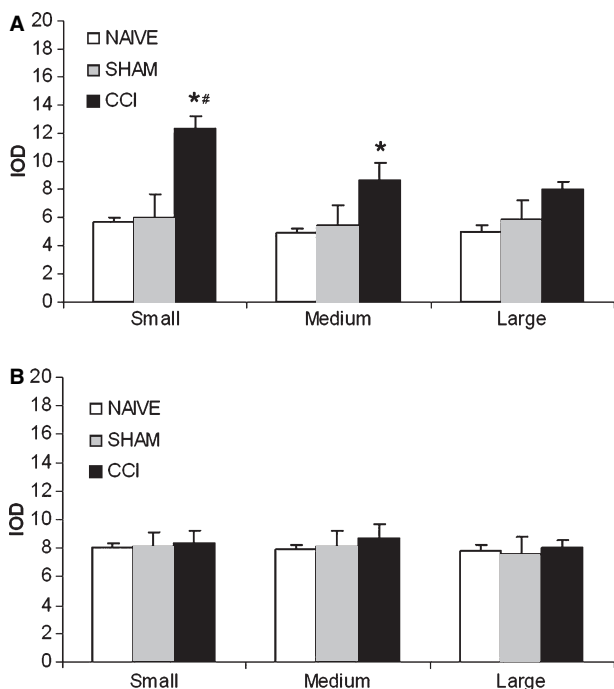 A
20
18
16
14
12
10
8
6
4
2
0
IOD
NAIVE
SHAM
CCI
*#
*
Small Medium Large
B
20
18
16
14
12
10
8
6
4
2
0
IOD
NAIVE
SHAM
CCI
Small Medium Large